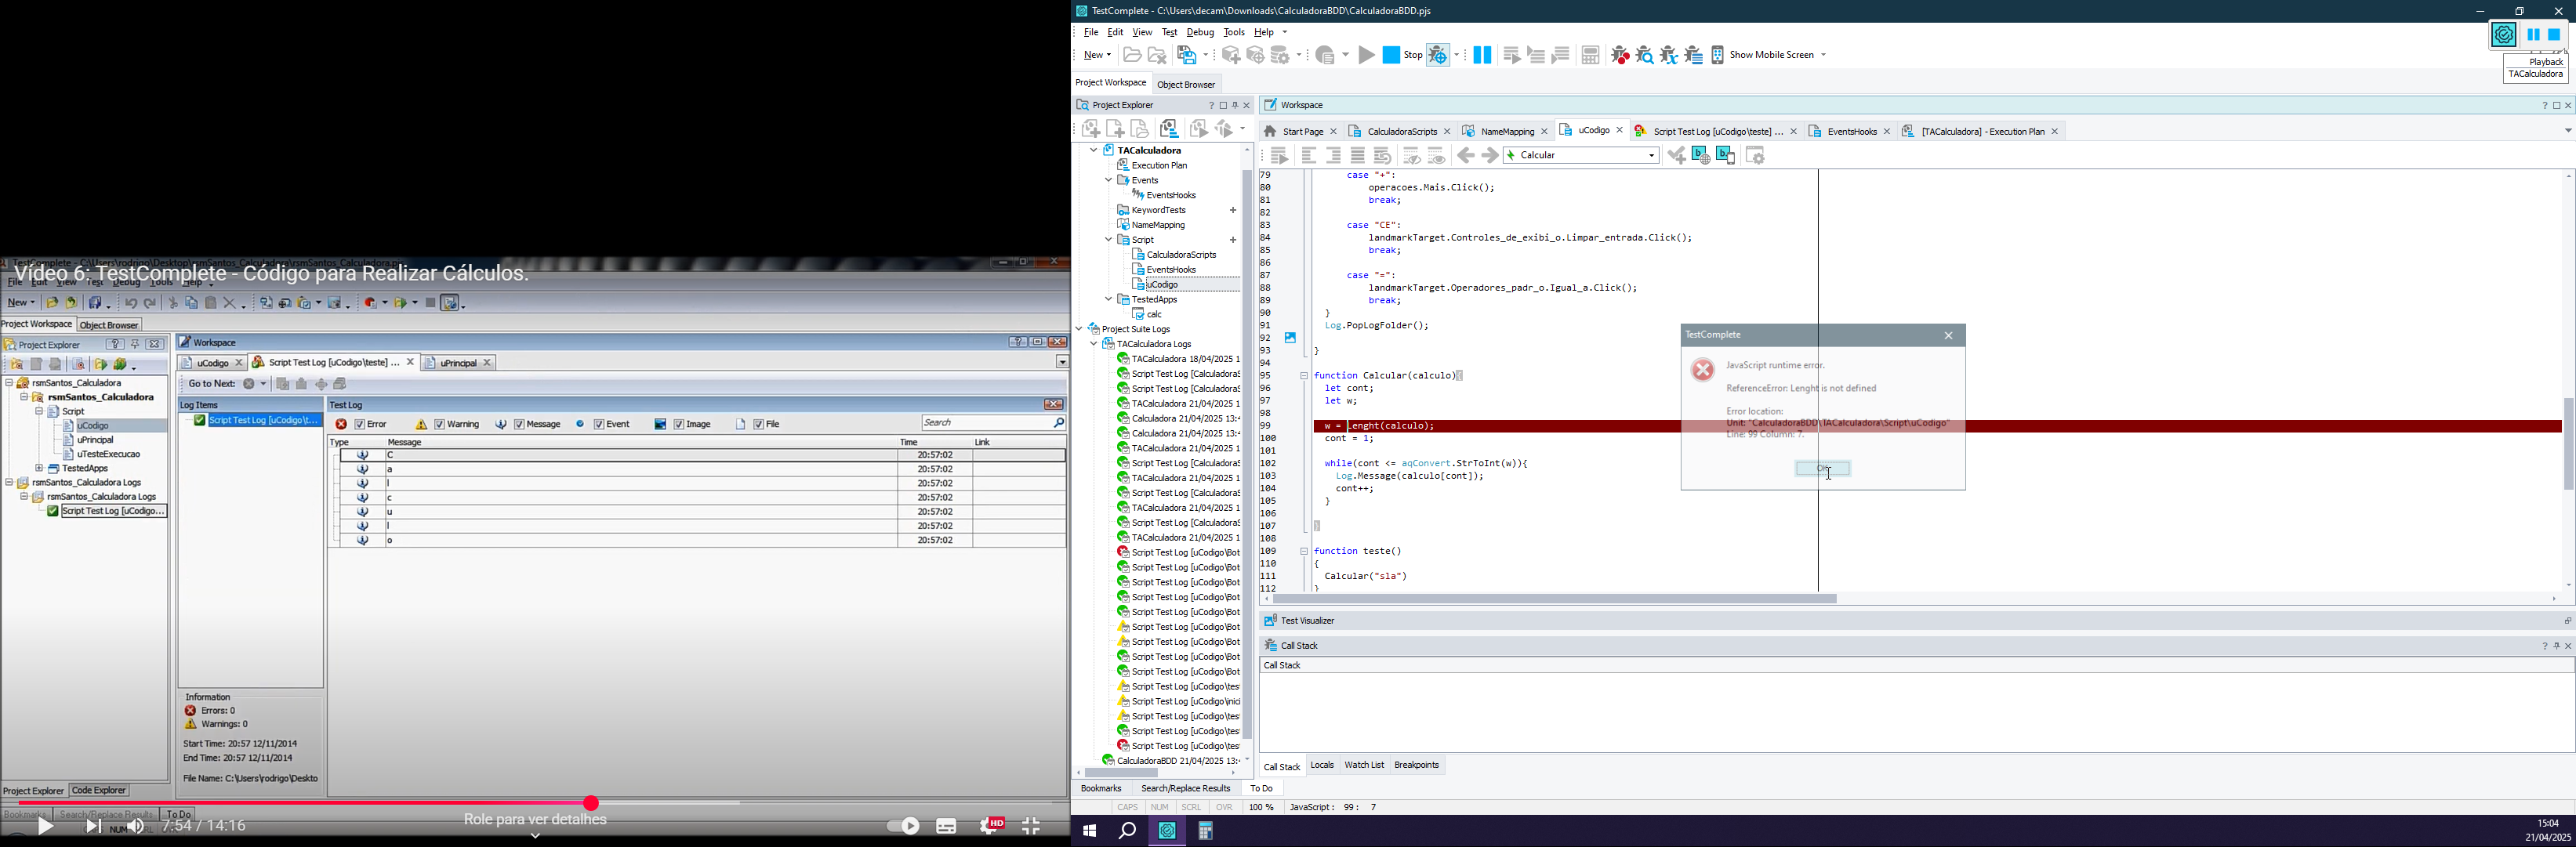 Vídeo 6: TestComplete - Código para Realizar Cálculos.
TestComplete - C:\Users\rodrigo\Desktop\rsmSantos_Calculadora\rsmSantos_Calculadora.pjs
File Edit View Test Debug Tools Help
New
Project Workspace Object Browser
Project Explorer
rsmSantos_Calculadora
rsmSantos_Calculadora
Script
uCodigo
uPrincipal
uTesteExecucao
TestedApps
rsmSantos_Calculadora Logs
rsmSantos_Calculadora Logs
Script Test Log [uCodigo...
Workspace
uCodigo Script Test Log [uCodigo\teste] ... uPrincipal
Go to Next:
Log Items
Script Test Log [uCodigo\t...
Test Log
Error Warning Message Event Image File Search
Type Message Time Link
C 20:57:02
a 20:57:02
l 20:57:02
c 20:57:02
u 20:57:02
l 20:57:02
o 20:57:02
Information
Errors: 0
Warnings: 0
Start Time: 20:57 12/11/2014
End Time: 20:57 12/11/2014
File Name: C:\Users\rodrigo\Deskto
Project Explorer Code Explorer
Bookmarks Search/Replace Results To Do
NUM
7:54 / 14:16
Role para ver detalhes
HD
TestComplete - C:\Users\decam\Downloads\CalculadoraBDD\CalculadoraBDD.pjs
File Edit View Test Debug Tools Help
New Stop Show Mobile Screen
Playback
TACalculadora
Project Workspace Object Browser
Project Explorer
TACalculadora
Execution Plan
Events
EventsHooks
KeywordTests
NameMapping
Script
CalculadoraScripts
EventsHooks
uCodigo
TestedApps
calc
Project Suite Logs
TACalculadora Logs
TACalculadora 18/04/2025 1
Script Test Log [CalculadoraS
Script Test Log [CalculadoraS
TACalculadora 21/04/2025 1
Calculadora 21/04/2025 13:4
Calculadora 21/04/2025 13:4
TACalculadora 21/04/2025 1
Script Test Log [CalculadoraS
TACalculadora 21/04/2025 1
Script Test Log [CalculadoraS
TACalculadora 21/04/2025 1
Script Test Log [CalculadoraS
TACalculadora 21/04/2025 1
Script Test Log [uCodigo\Bot
Script Test Log [uCodigo\Bot
Script Test Log [uCodigo\Bot
Script Test Log [uCodigo\Bot
Script Test Log [uCodigo\Bot
Script Test Log [uCodigo\Bot
Script Test Log [uCodigo\Bot
Script Test Log [uCodigo\Bot
Script Test Log [uCodigo\Bot
Script Test Log [uCodigo\tes
Script Test Log [uCodigo\inici
Script Test Log [uCodigo\tes
Script Test Log [uCodigo\tes
Script Test Log [uCodigo\tes
CalculadoraBDD 21/04/2025 13:4
Bookmarks Search/Replace Results To Do
Workspace
Start Page CalculadoraScripts NameMapping uCodigo Script Test Log [uCodigo\teste] ... EventsHooks [TACalculadora] - Execution Plan
Calcular
79 case "+":
80 operacoes.Mais.Click();
81 break;
82
83 case "CE":
84 landmarkTarget.Controles_de_exibi_o.Limpar_entrada.Click();
85 break;
86
87 case "=":
88 landmarkTarget.Operadores_padr_o.Igual_a.Click();
89 break;
90 }
91 Log.PopLogFolder();
92
93 }
94
95 function Calcular(calculo){
96 let cont;
97 let w;
98
99 w = Lenght(calculo);
100 cont = 1;
101
102 while(cont <= aqConvert.StrToInt(w)){
103 Log.Message(calculo[cont]);
104 cont++;
105 }
106
107 }
108
109 function teste()
110 {
111 Calcular("sla")
112 }
TestComplete
JavaScript runtime error.
ReferenceError: Lenght is not defined
Error location:
Unit: "CalculadoraBDD\TACalculadora\Script\uCodigo"
Line: 99 Column: 7.
OK
Test Visualizer
Call Stack
Call Stack
Call Stack Locals Watch List Breakpoints
CAPS NUM SCRL OVR 100 % JavaScript: 99: 7
15:04
21/04/2025